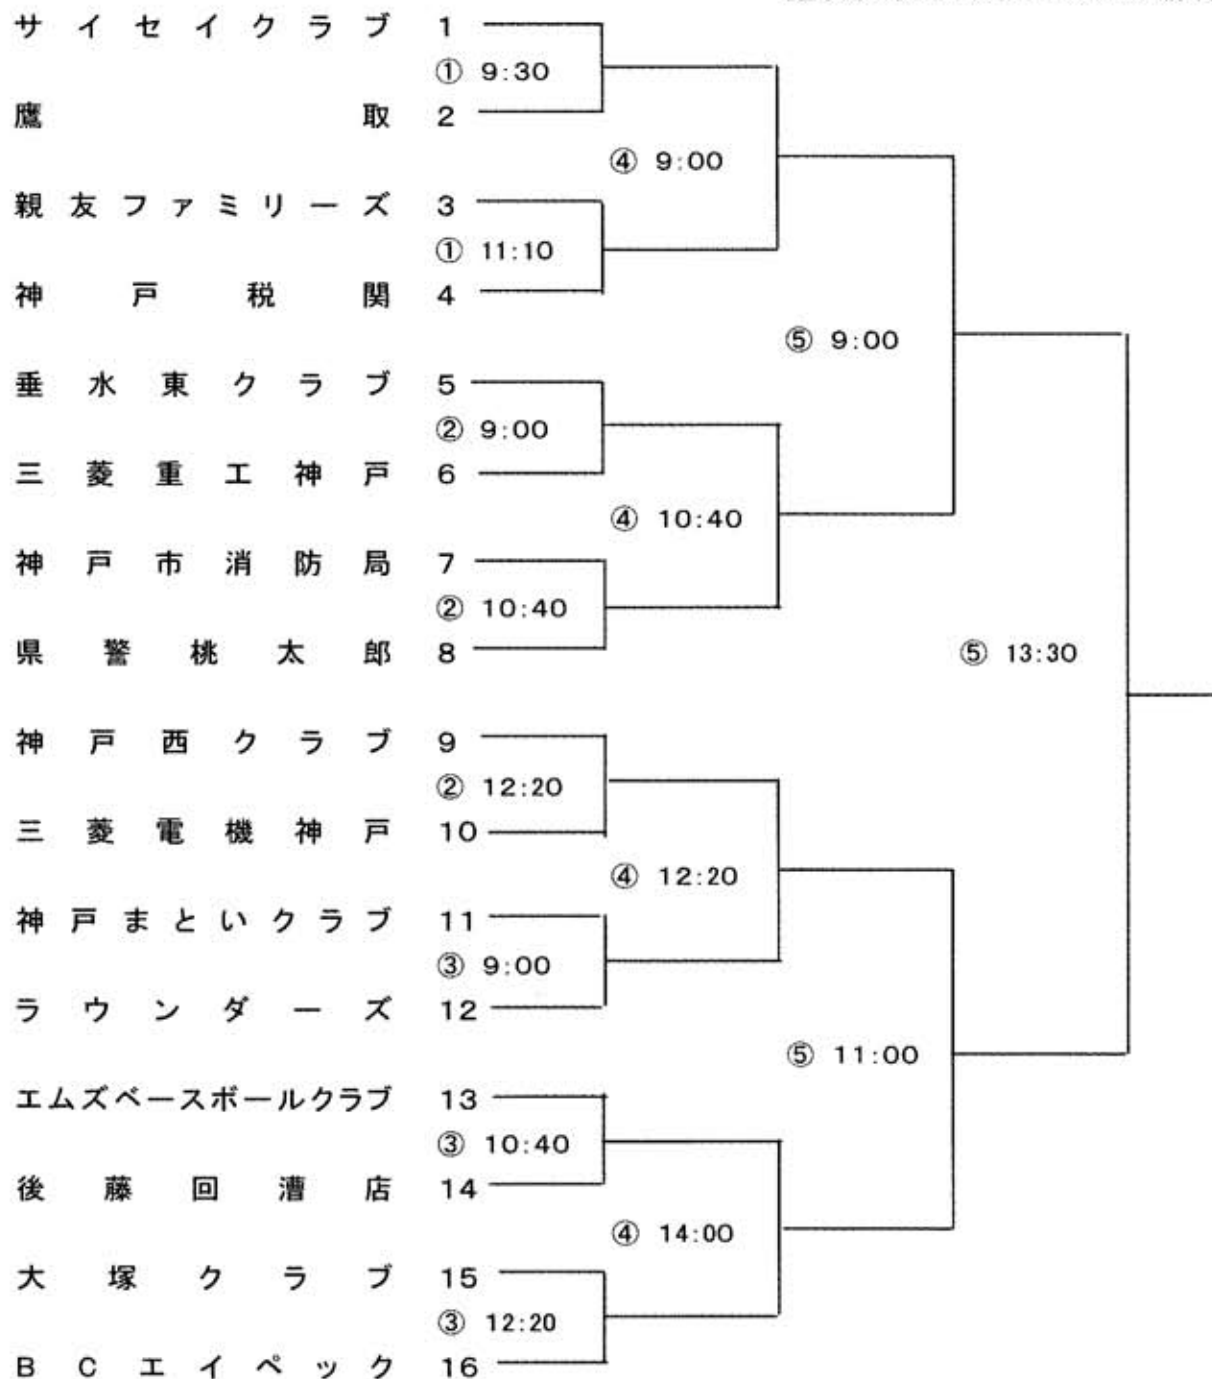 サイセイクラブ 1
① 9:30
鷹取 2
④ 9:00
親友ファミリーズ 3
① 11:10
神戸税関 4
⑤ 9:00
垂水東クラブ 5
② 9:00
三菱重工神戸 6
④ 10:40
神戸市消防局 7
② 10:40
県警桃太郎 8
⑤ 13:30
神戸西クラブ 9
② 12:20
三菱電機神戸 10
④ 12:20
神戸まといクラブ 11
③ 9:00
ラウンダーズ 12
⑤ 11:00
エムズベースボールクラブ 13
③ 10:40
後藤回漕店 14
④ 14:00
大塚クラブ 15
③ 12:20
BCエイペック 16